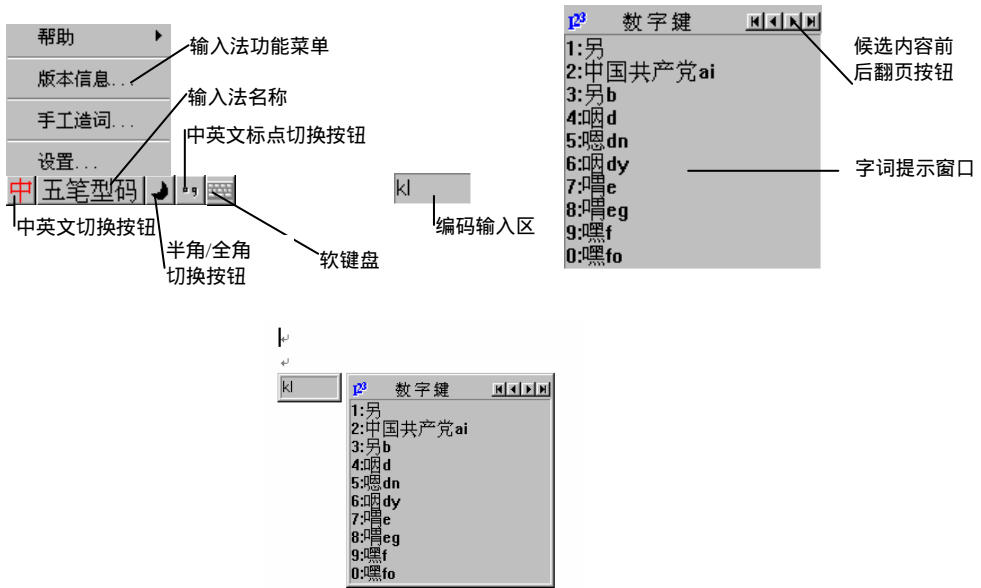 帮助
版本信息...
手工造词...
设置...
中 五笔型码
输入法功能菜单
输入法名称
中英文标点切换按钮
中英文切换按钮
半角/全角
切换按钮
软键盘
kl
编码输入区
123 数字鍵
1:另
2:中国共产党ai
3:另b
4:咽d
5:嗯dn
6:咽dy
7:喟e
8:喟eg
9:嘿f
0:嘿fo
候选内容前
后翻页按钮
字词提示窗口
kl
123 数字鍵
1:另
2:中国共产党ai
3:另b
4:咽d
5:嗯dn
6:咽dy
7:喟e
8:喟eg
9:嘿f
0:嘿fo